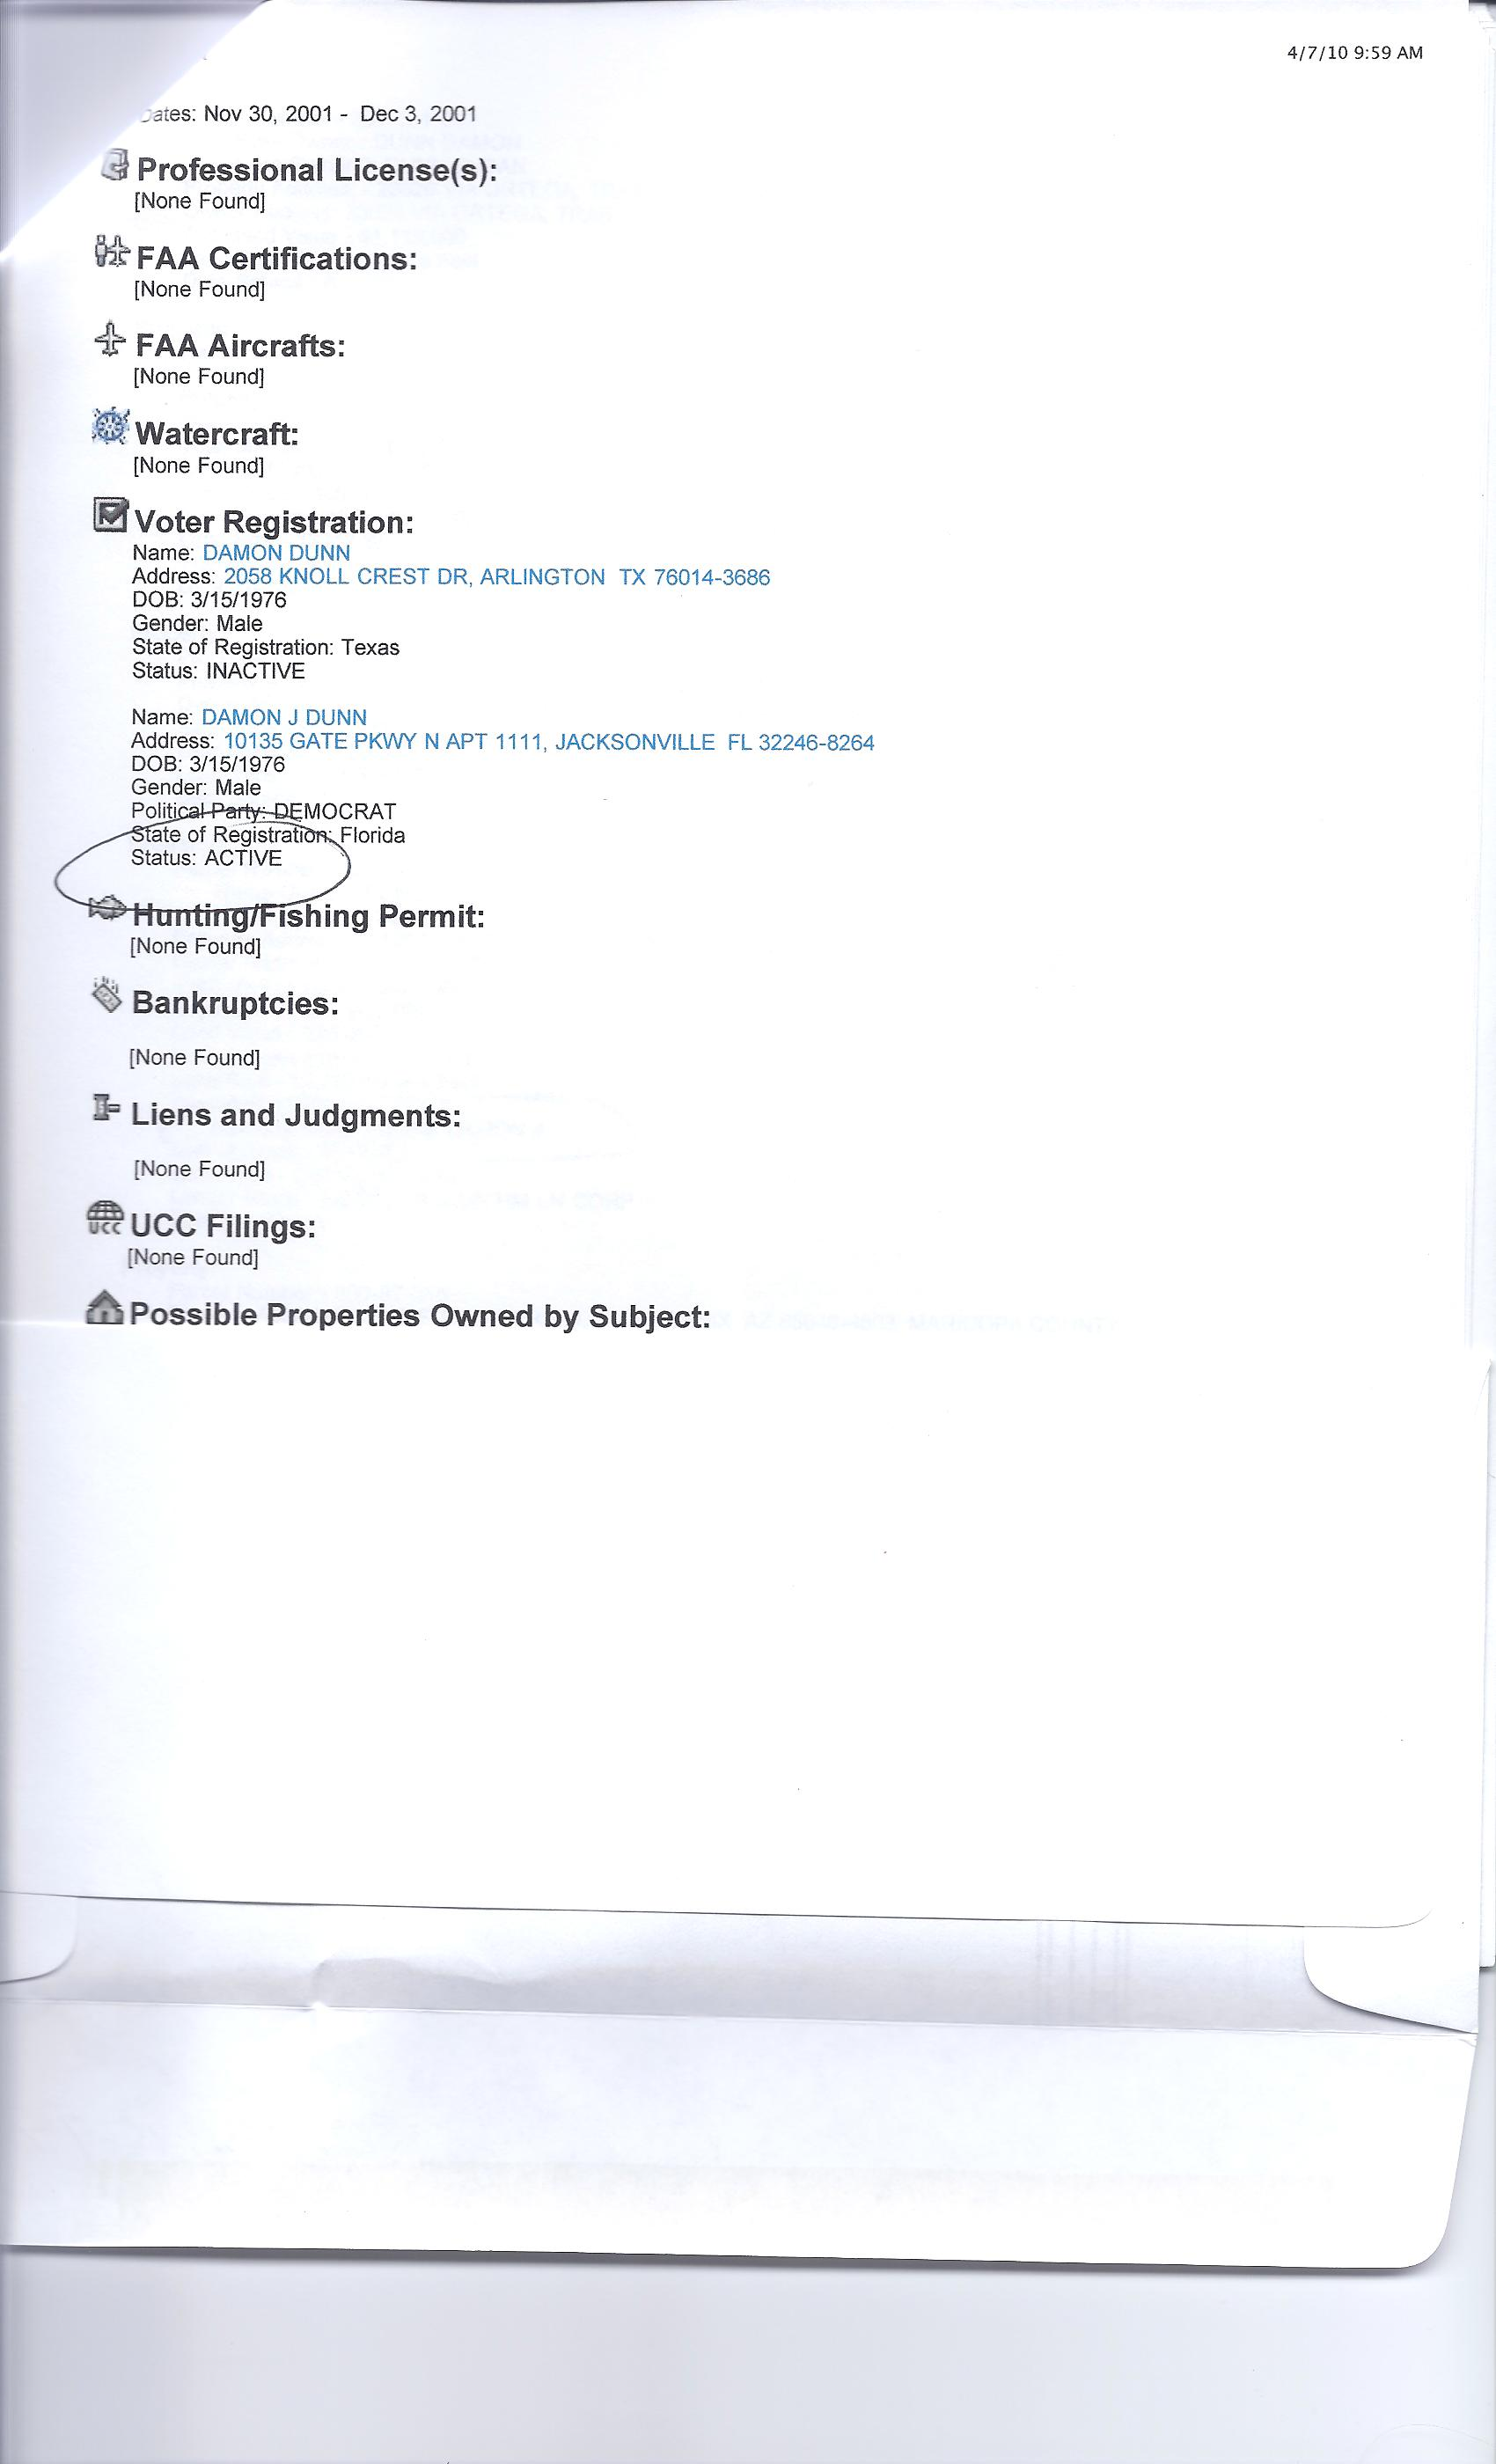 4/7/10 9:59 AM
Dates: Nov 30, 2001 - Dec 3, 2001
Professional License(s):
[None Found]
FAA Certifications:
[None Found]
FAA Aircrafts:
[None Found]
Watercraft:
[None Found]
Voter Registration:
Name: DAMON DUNN
Address: 2058 KNOLL CREST DR, ARLINGTON TX 76014-3686
DOB: 3/15/1976
Gender: Male
State of Registration: Texas
Status: INACTIVE
Name: DAMON J DUNN
Address: 10135 GATE PKWY N APT 1111, JACKSONVILLE FL 32246-8264
DOB: 3/15/1976
Gender: Male
Political Party: DEMOCRAT
State of Registration: Florida
Status: ACTIVE
Hunting/Fishing Permit:
[None Found]
Bankruptcies:
[None Found]
Liens and Judgments:
[None Found]
UCC
UCC Filings:
[None Found]
Possible Properties Owned by Subject: